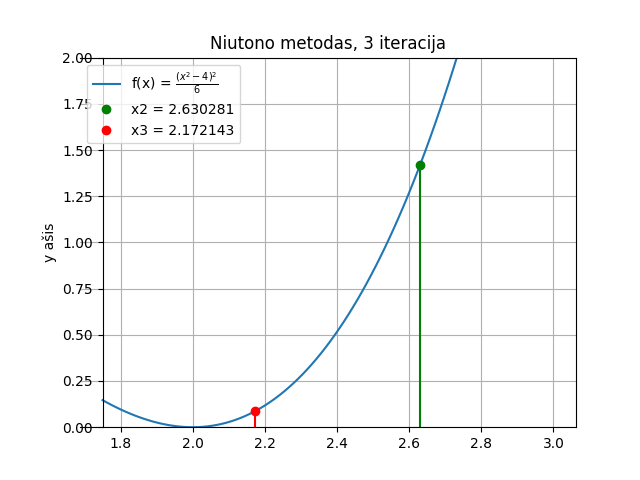 Niutono metodas, 3 iteracija
f(x) = (x² − 4)² / 6
x2 = 2.630281
x3 = 2.172143
y ašis
2.00
1.75
1.50
1.25
1.00
0.75
0.50
0.25
0.00
1.8 2.0 2.2 2.4 2.6 2.8 3.0